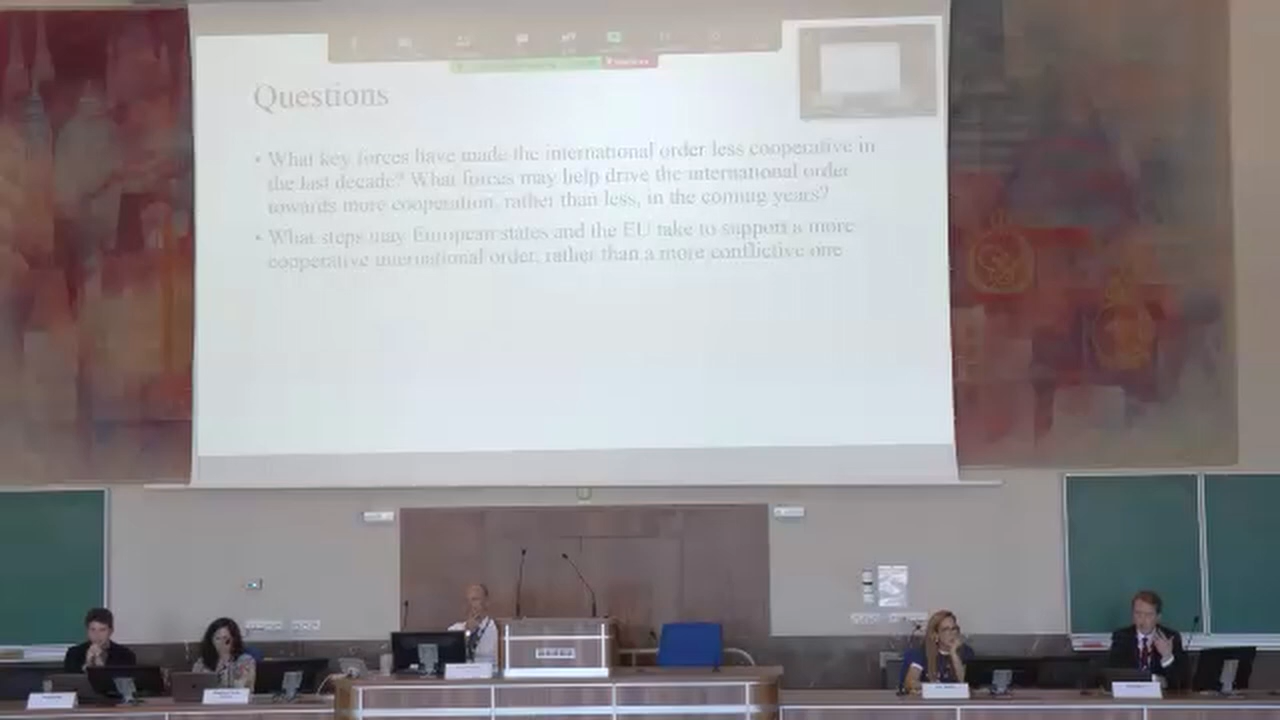 Questions
• What key forces have made the international order less cooperative in
the last decade? What forces may help drive the international order
towards more cooperation, rather than less, in the coming years?
• What steps may European states and the EU take to support a more
cooperative international order, rather than a more conflictive one